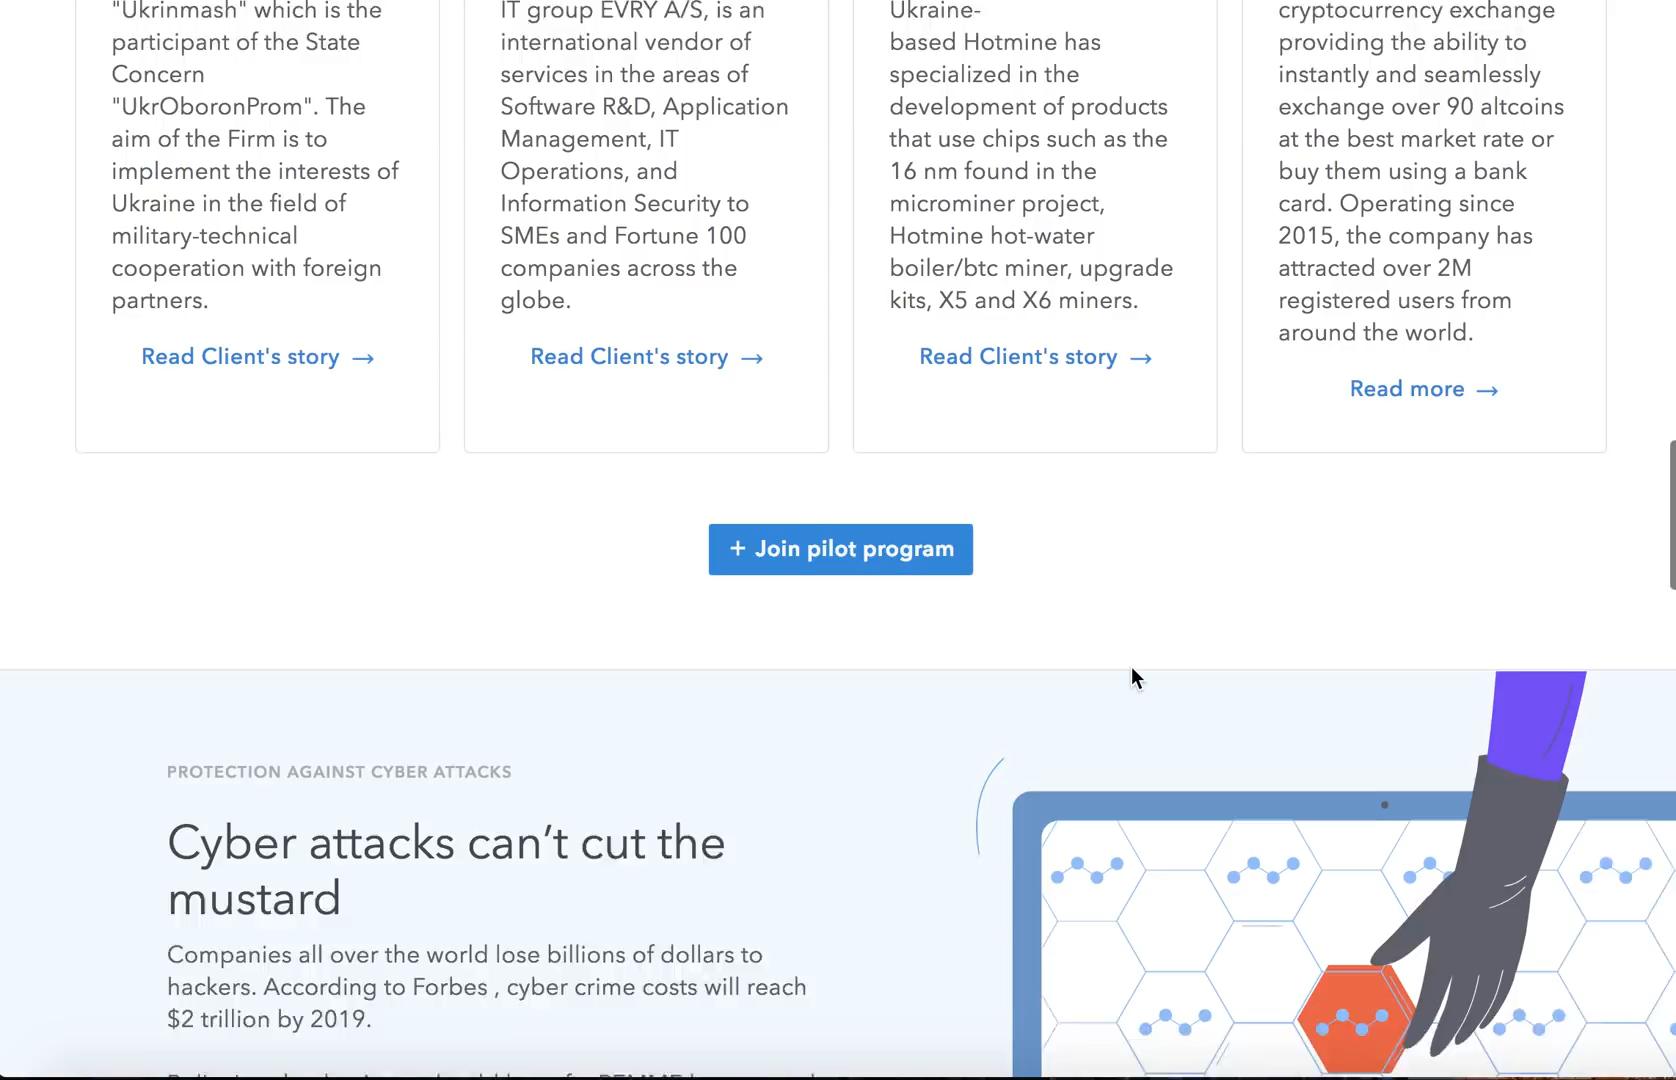 "Ukrinmash" which is the
participant of the State
Concern
"UkrOboronProm". The
aim of the Firm is to
implement the interests of
Ukraine in the field of
military-technical
cooperation with foreign
partners.
Read Client's story →
IT group EVRY A/S, is an
international vendor of
services in the areas of
Software R&D, Application
Management, IT
Operations, and
Information Security to
SMEs and Fortune 100
companies across the
globe.
Read Client's story →
Ukraine-
based Hotmine has
specialized in the
development of products
that use chips such as the
16 nm found in the
microminer project,
Hotmine hot-water
boiler/btc miner, upgrade
kits, X5 and X6 miners.
Read Client's story →
cryptocurrency exchange
providing the ability to
instantly and seamlessly
exchange over 90 altcoins
at the best market rate or
buy them using a bank
card. Operating since
2015, the company has
attracted over 2M
registered users from
around the world.
Read more →
+ Join pilot program
PROTECTION AGAINST CYBER ATTACKS
Cyber attacks can’t cut the
mustard
Companies all over the world lose billions of dollars to
hackers. According to Forbes , cyber crime costs will reach
$2 trillion by 2019.